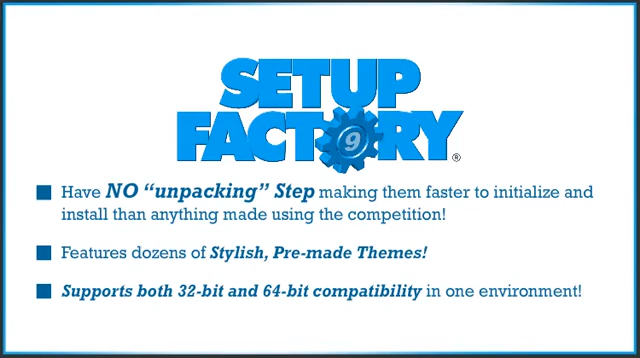 SETUP
FACTORY
9
®
Have NO “unpacking” Step making them faster to initialize and
install than anything made using the competition!
Features dozens of Stylish, Pre-made Themes!
Supports both 32-bit and 64-bit compatibility in one environment!